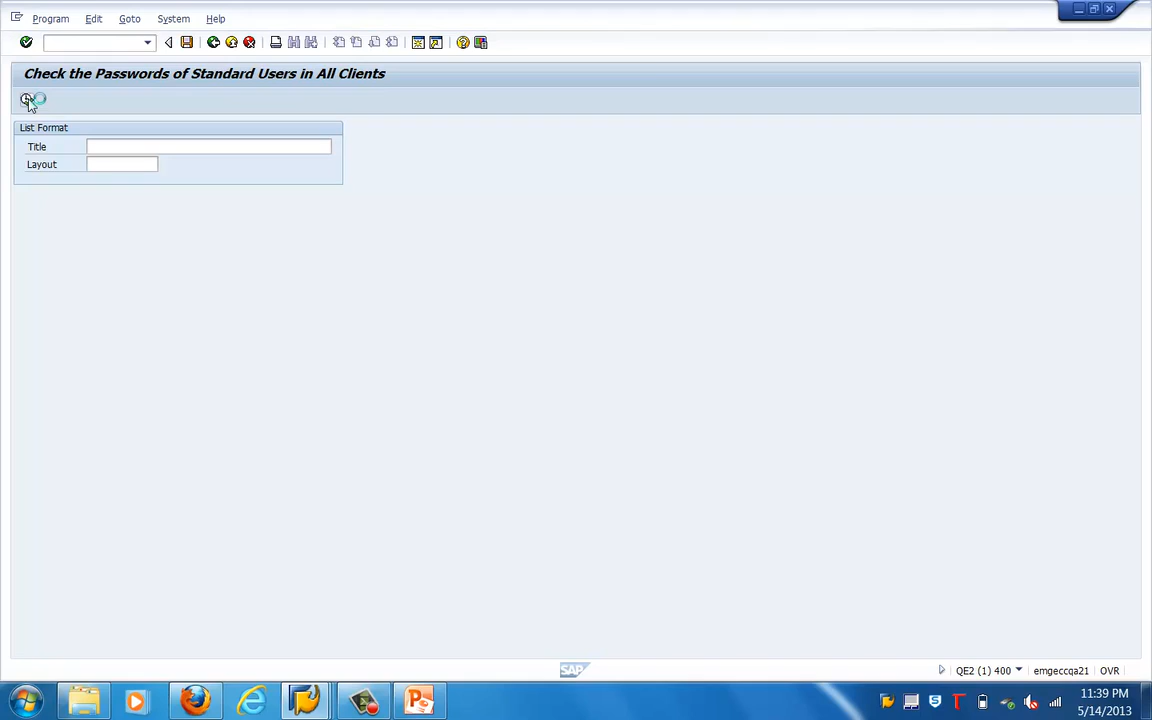 Program Edit Goto System Help
Check the Passwords of Standard Users in All Clients
List Format
Title
Layout
SAP
QE2 (1) 400 emgeccqa21 OVR
11:39 PM
5/14/2013